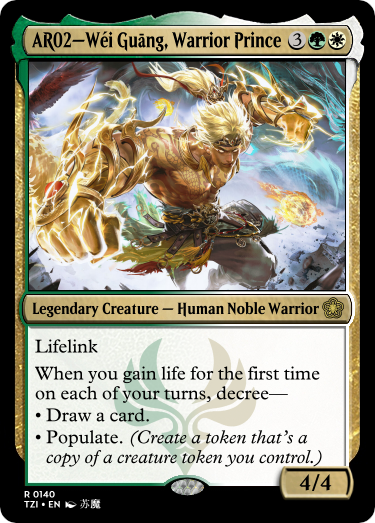 AR02–Wéi Guāng, Warrior Prince 3
Legendary Creature — Human Noble Warrior
Lifelink
When you gain life for the first time
on each of your turns, decree—
• Draw a card.
• Populate. (Create a token that's a
copy of a creature token you control.)
4/4
R 0140
TZI • EN 苏魔